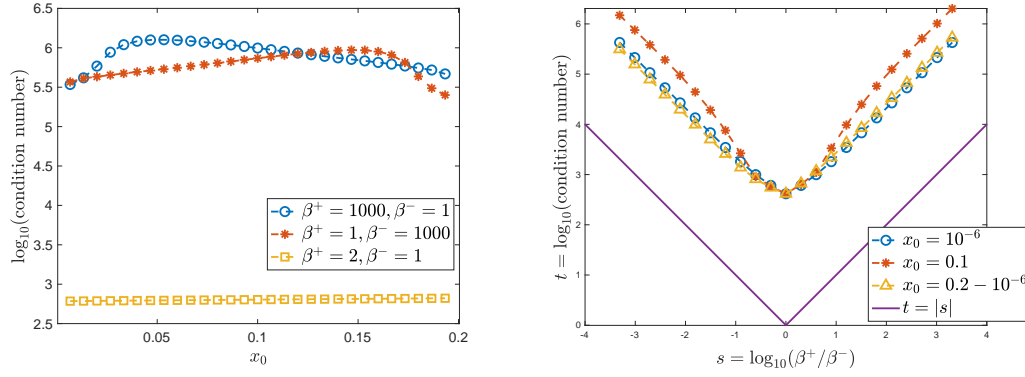 6.5
6
5.5
5
4.5
4
3.5
3
2.5
0.05
0.1
0.15
0.2
log₁₀(condition number)
x₀
β⁺ = 1000, β⁻ = 1
β⁺ = 1, β⁻ = 1000
β⁺ = 2, β⁻ = 1
6
5
4
3
2
1
0
-4
-3
-2
-1
0
1
2
3
4
t = log₁₀(condition number)
s = log₁₀(β⁺/β⁻)
x₀ = 10⁻⁶
x₀ = 0.1
x₀ = 0.2 − 10⁻⁶
t = |s|